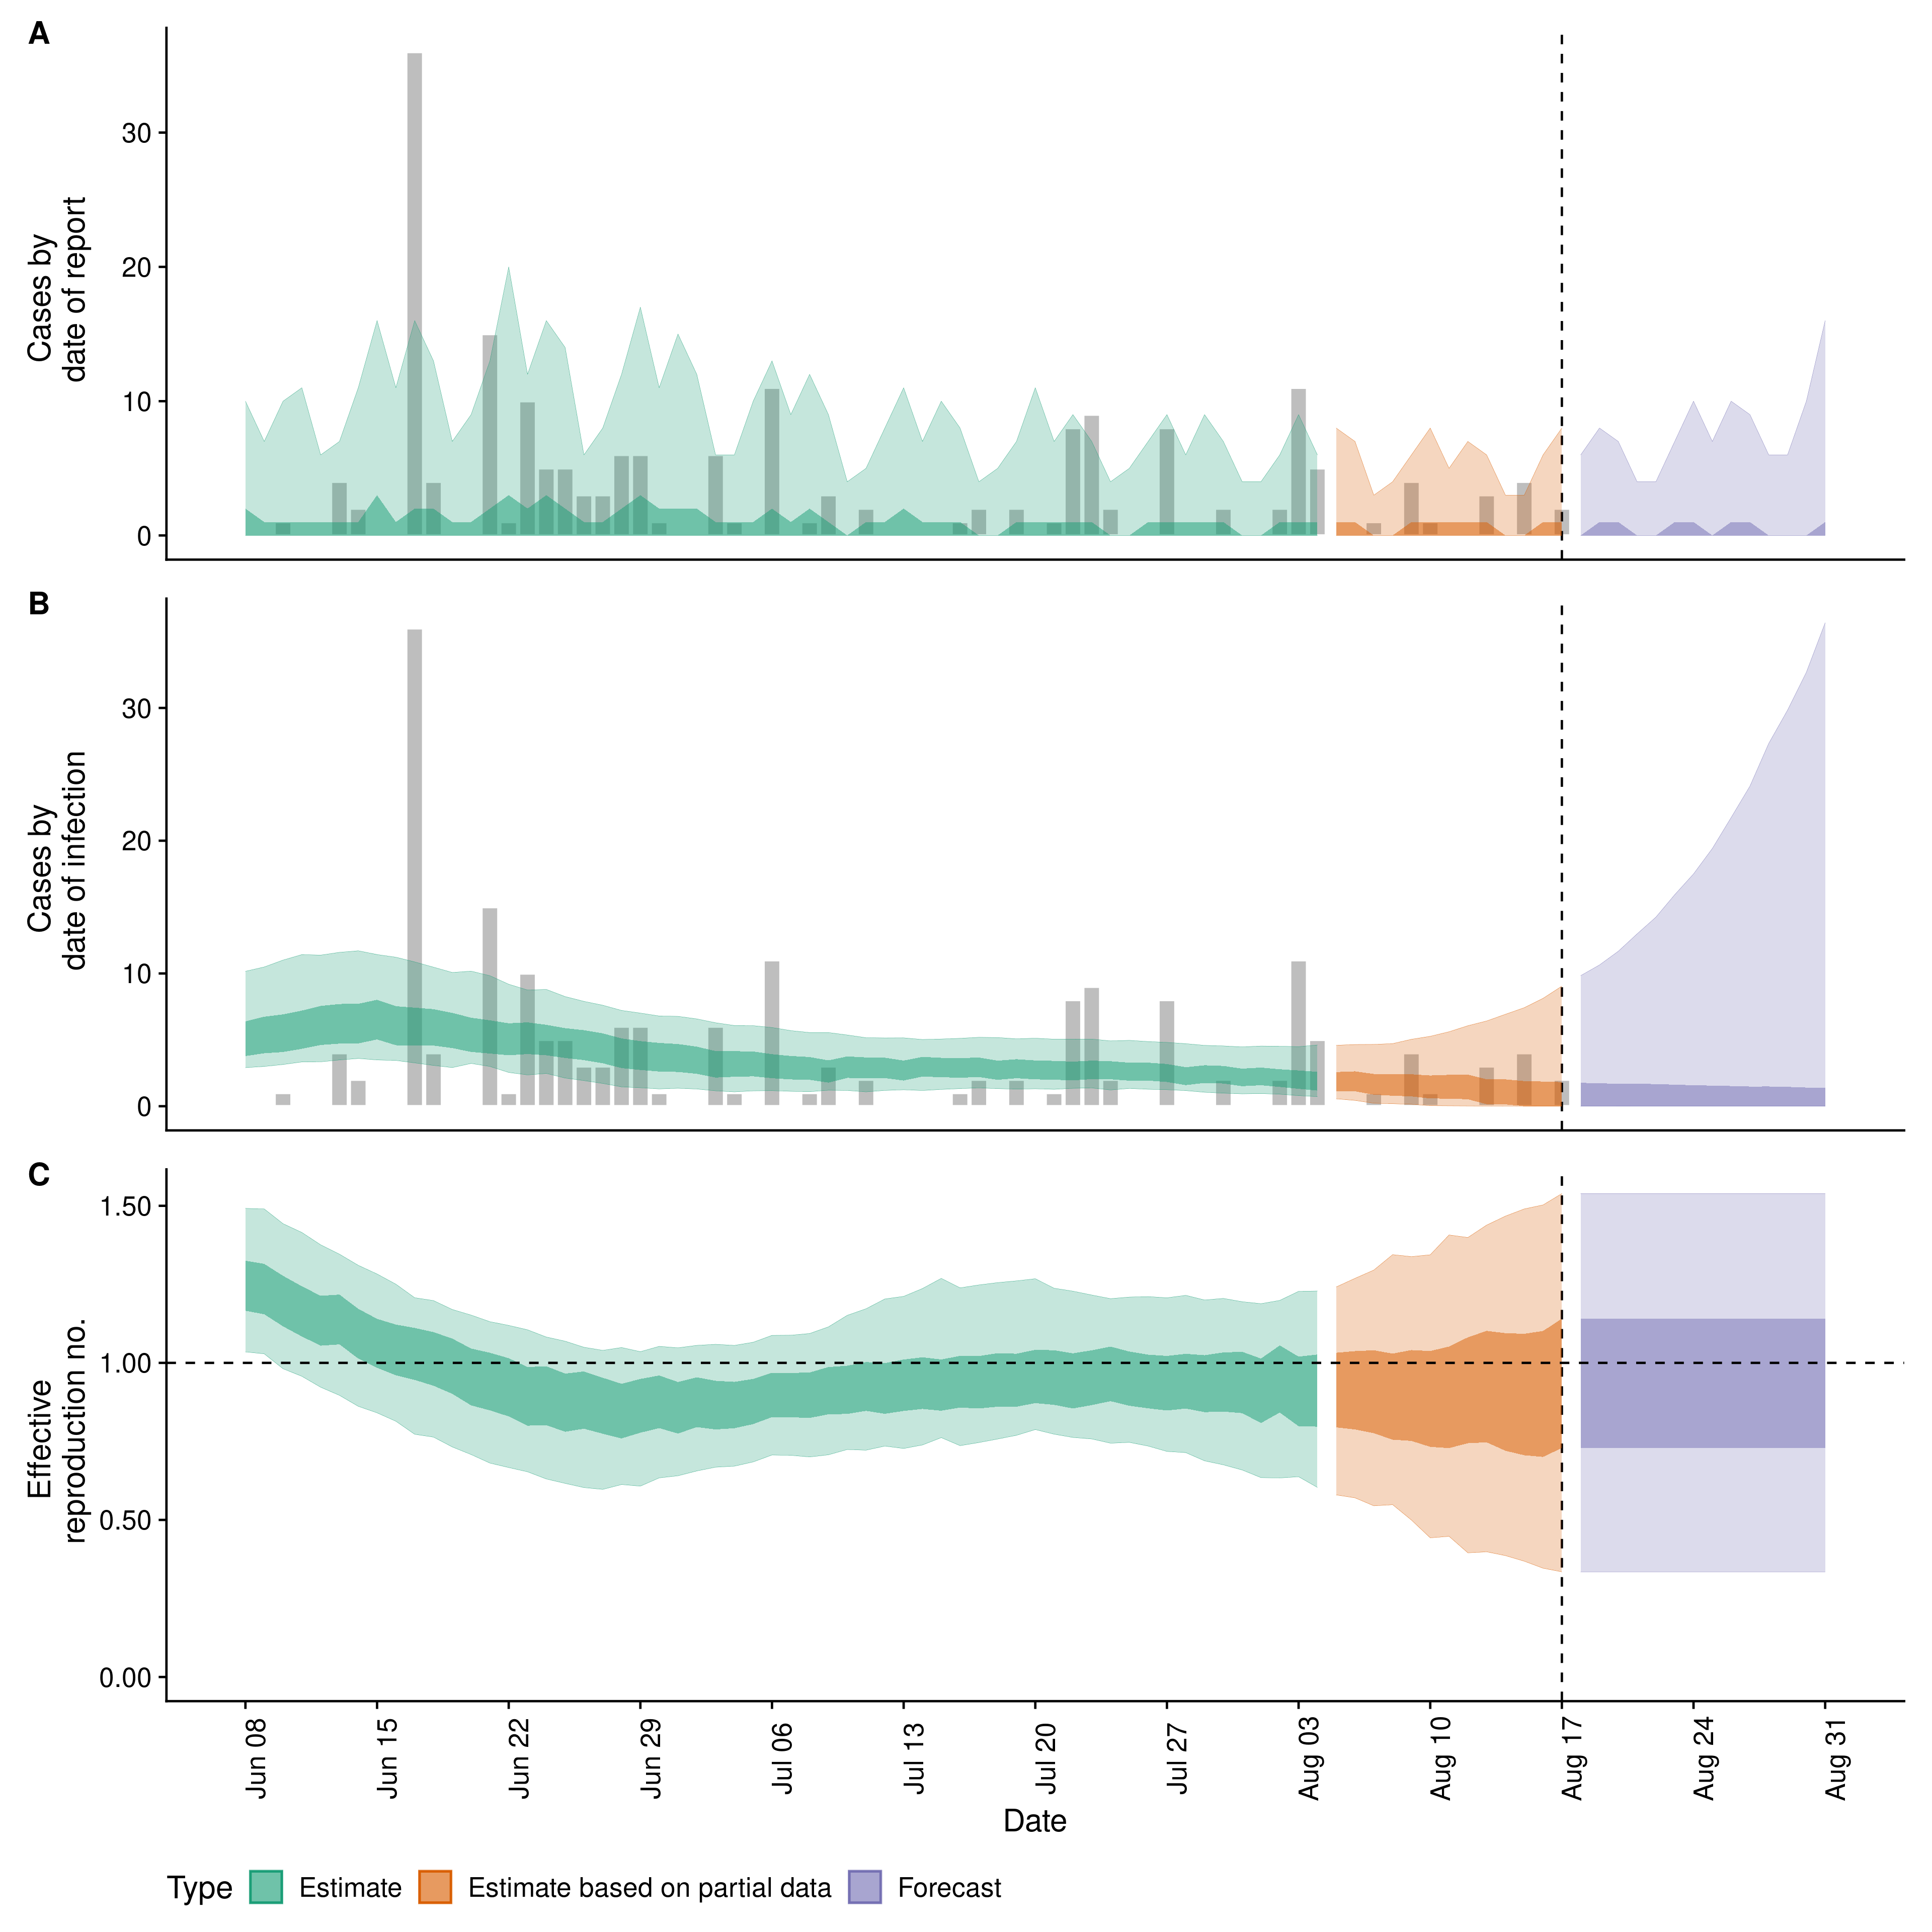 A
Cases by
date of report
30
20
10
0
B
Cases by
date of infection
30
20
10
0
C
Effective
reproduction no.
1.50
1.00
0.50
0.00
Jun 08
Jun 15
Jun 22
Jun 29
Jul 06
Jul 13
Jul 20
Jul 27
Aug 03
Aug 10
Aug 17
Aug 24
Aug 31
Date
Type Estimate Estimate based on partial data Forecast